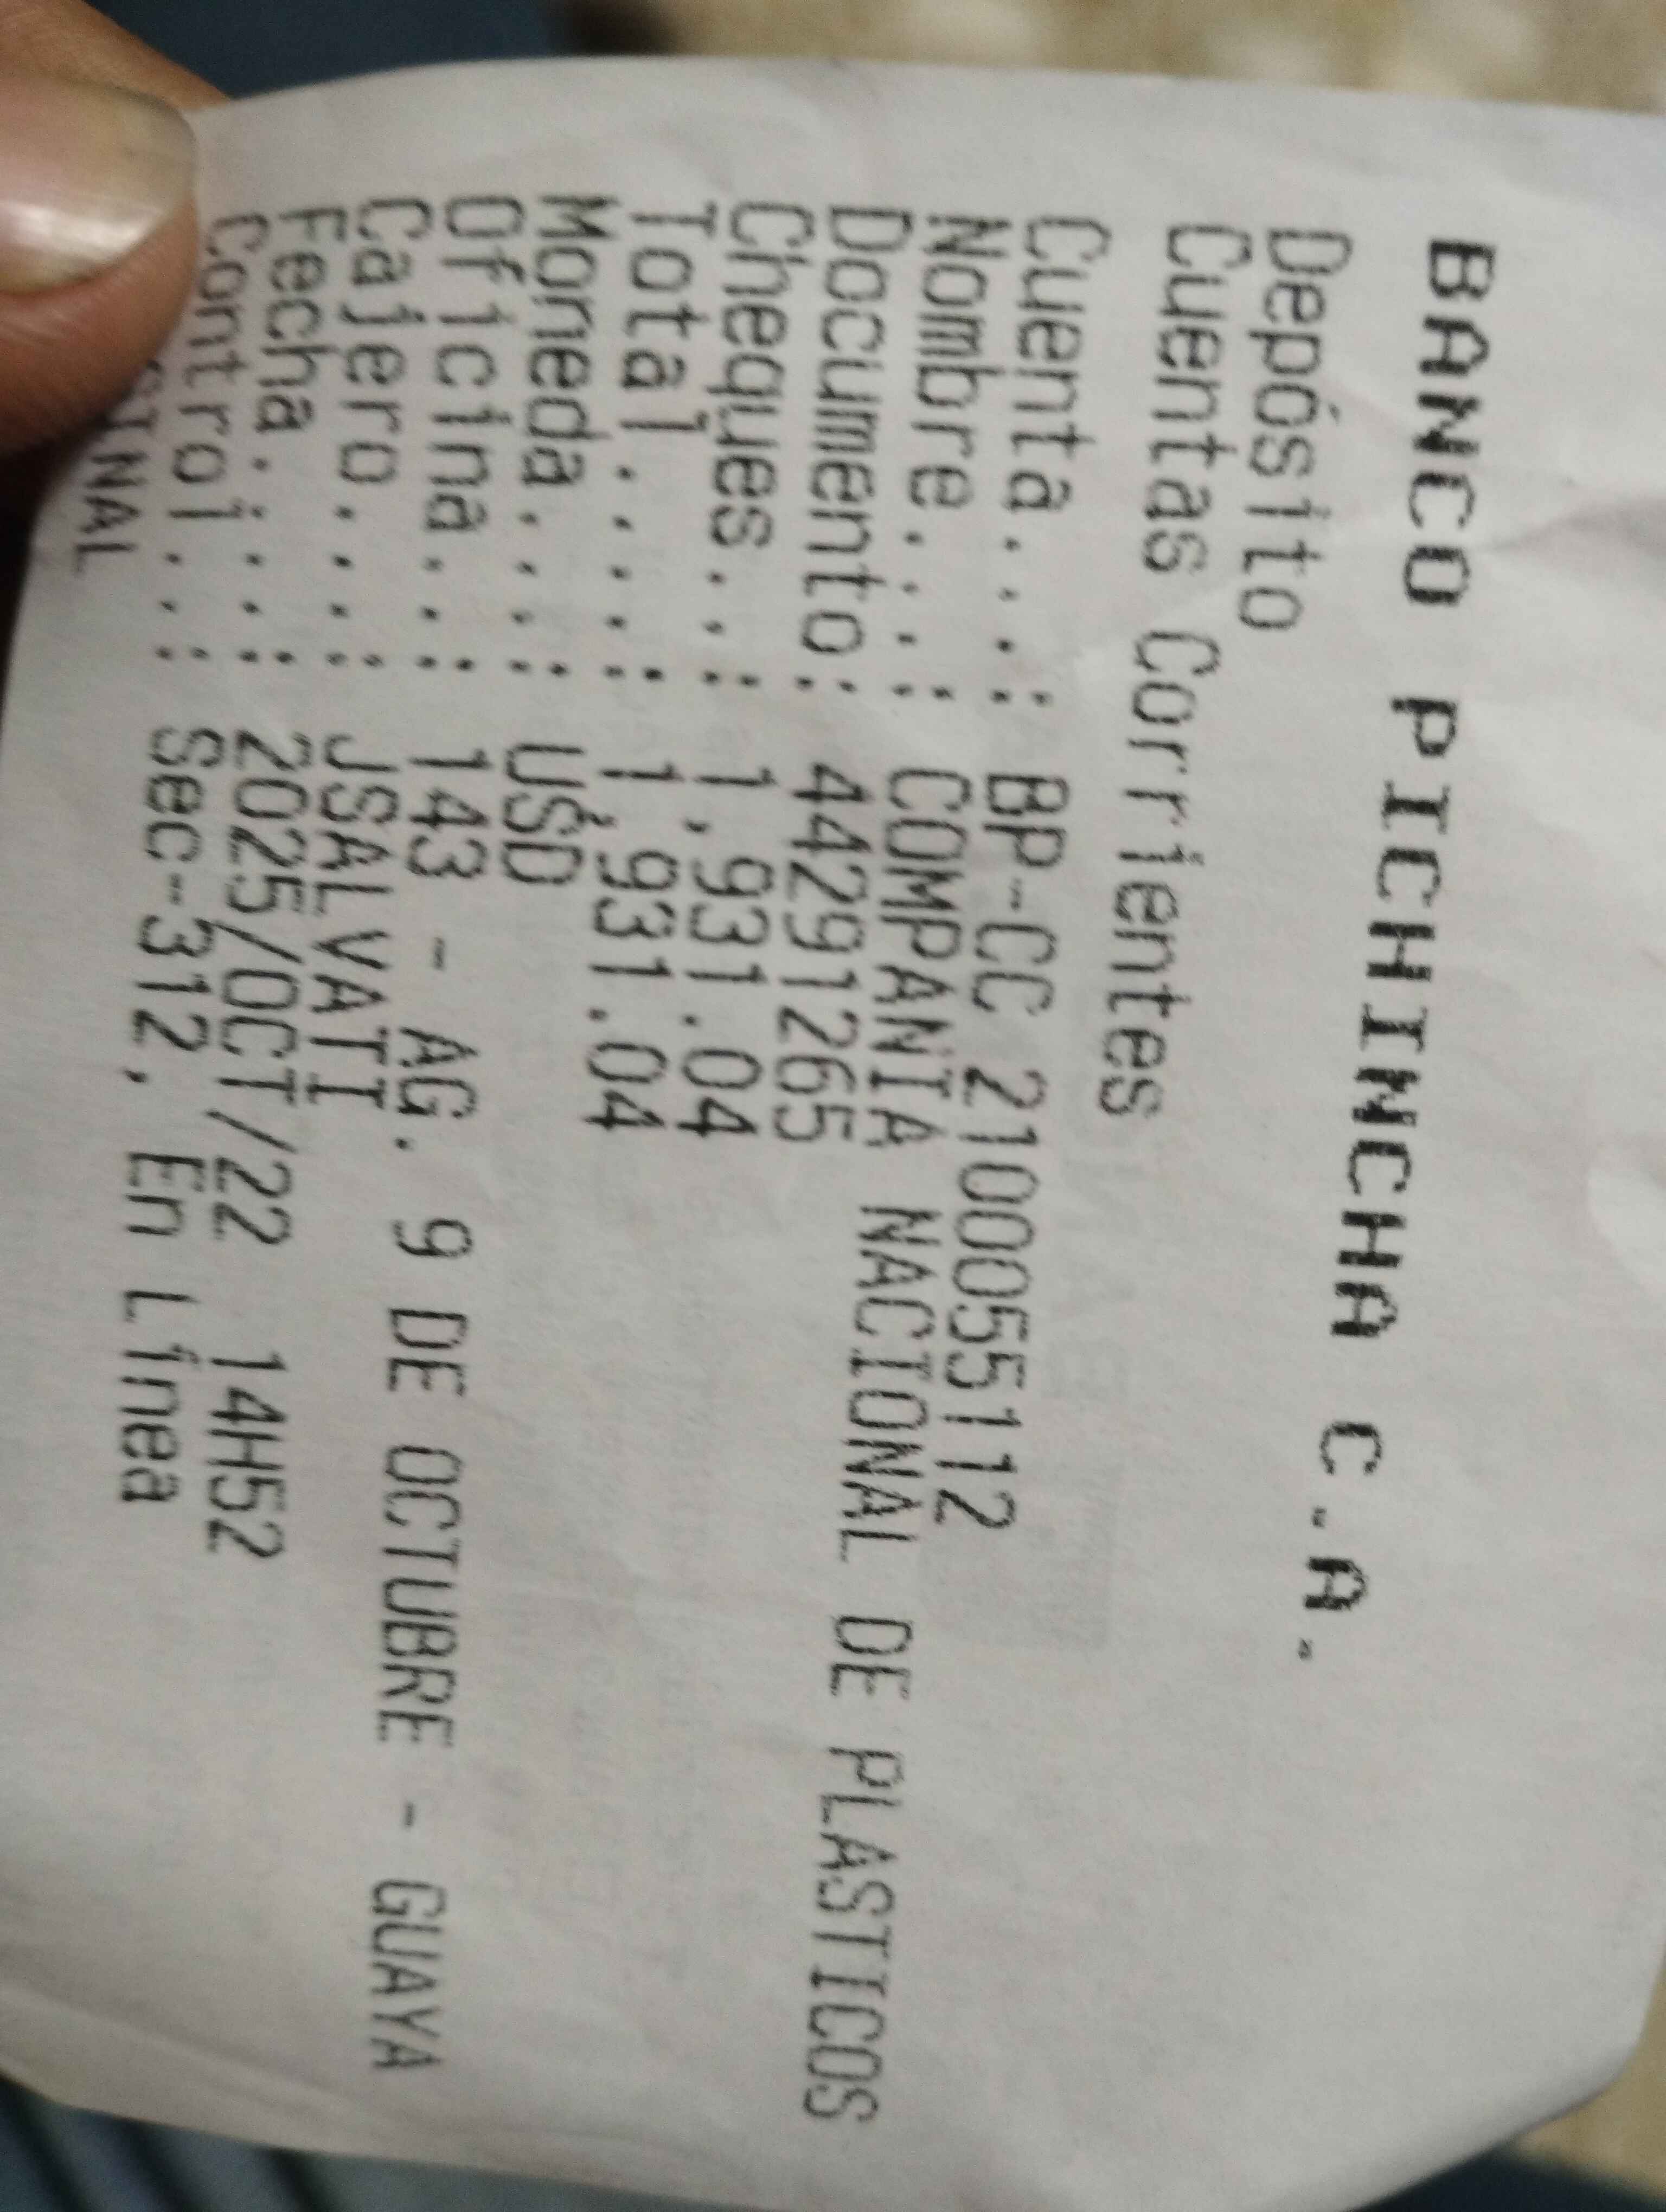 BANCO PICHINCHA C.A.
Depósito
Cuentas Corrientes
Cuenta.....: BP-CC 2100055112
Nombre.....: COMPANIA NACIONAL DE PLASTICOS
Documento..: 4429291265
Cheques....: 1,931.04
Total......: 1,931.04
Moneda.....: USD
Oficina....: 143 - AG. 9 DE OCTUBRE - GUAYA
Cajero.....: JSALVATI
Fecha......: 2025/OCT/22 14H52
Control....: Sec-312, En Línea